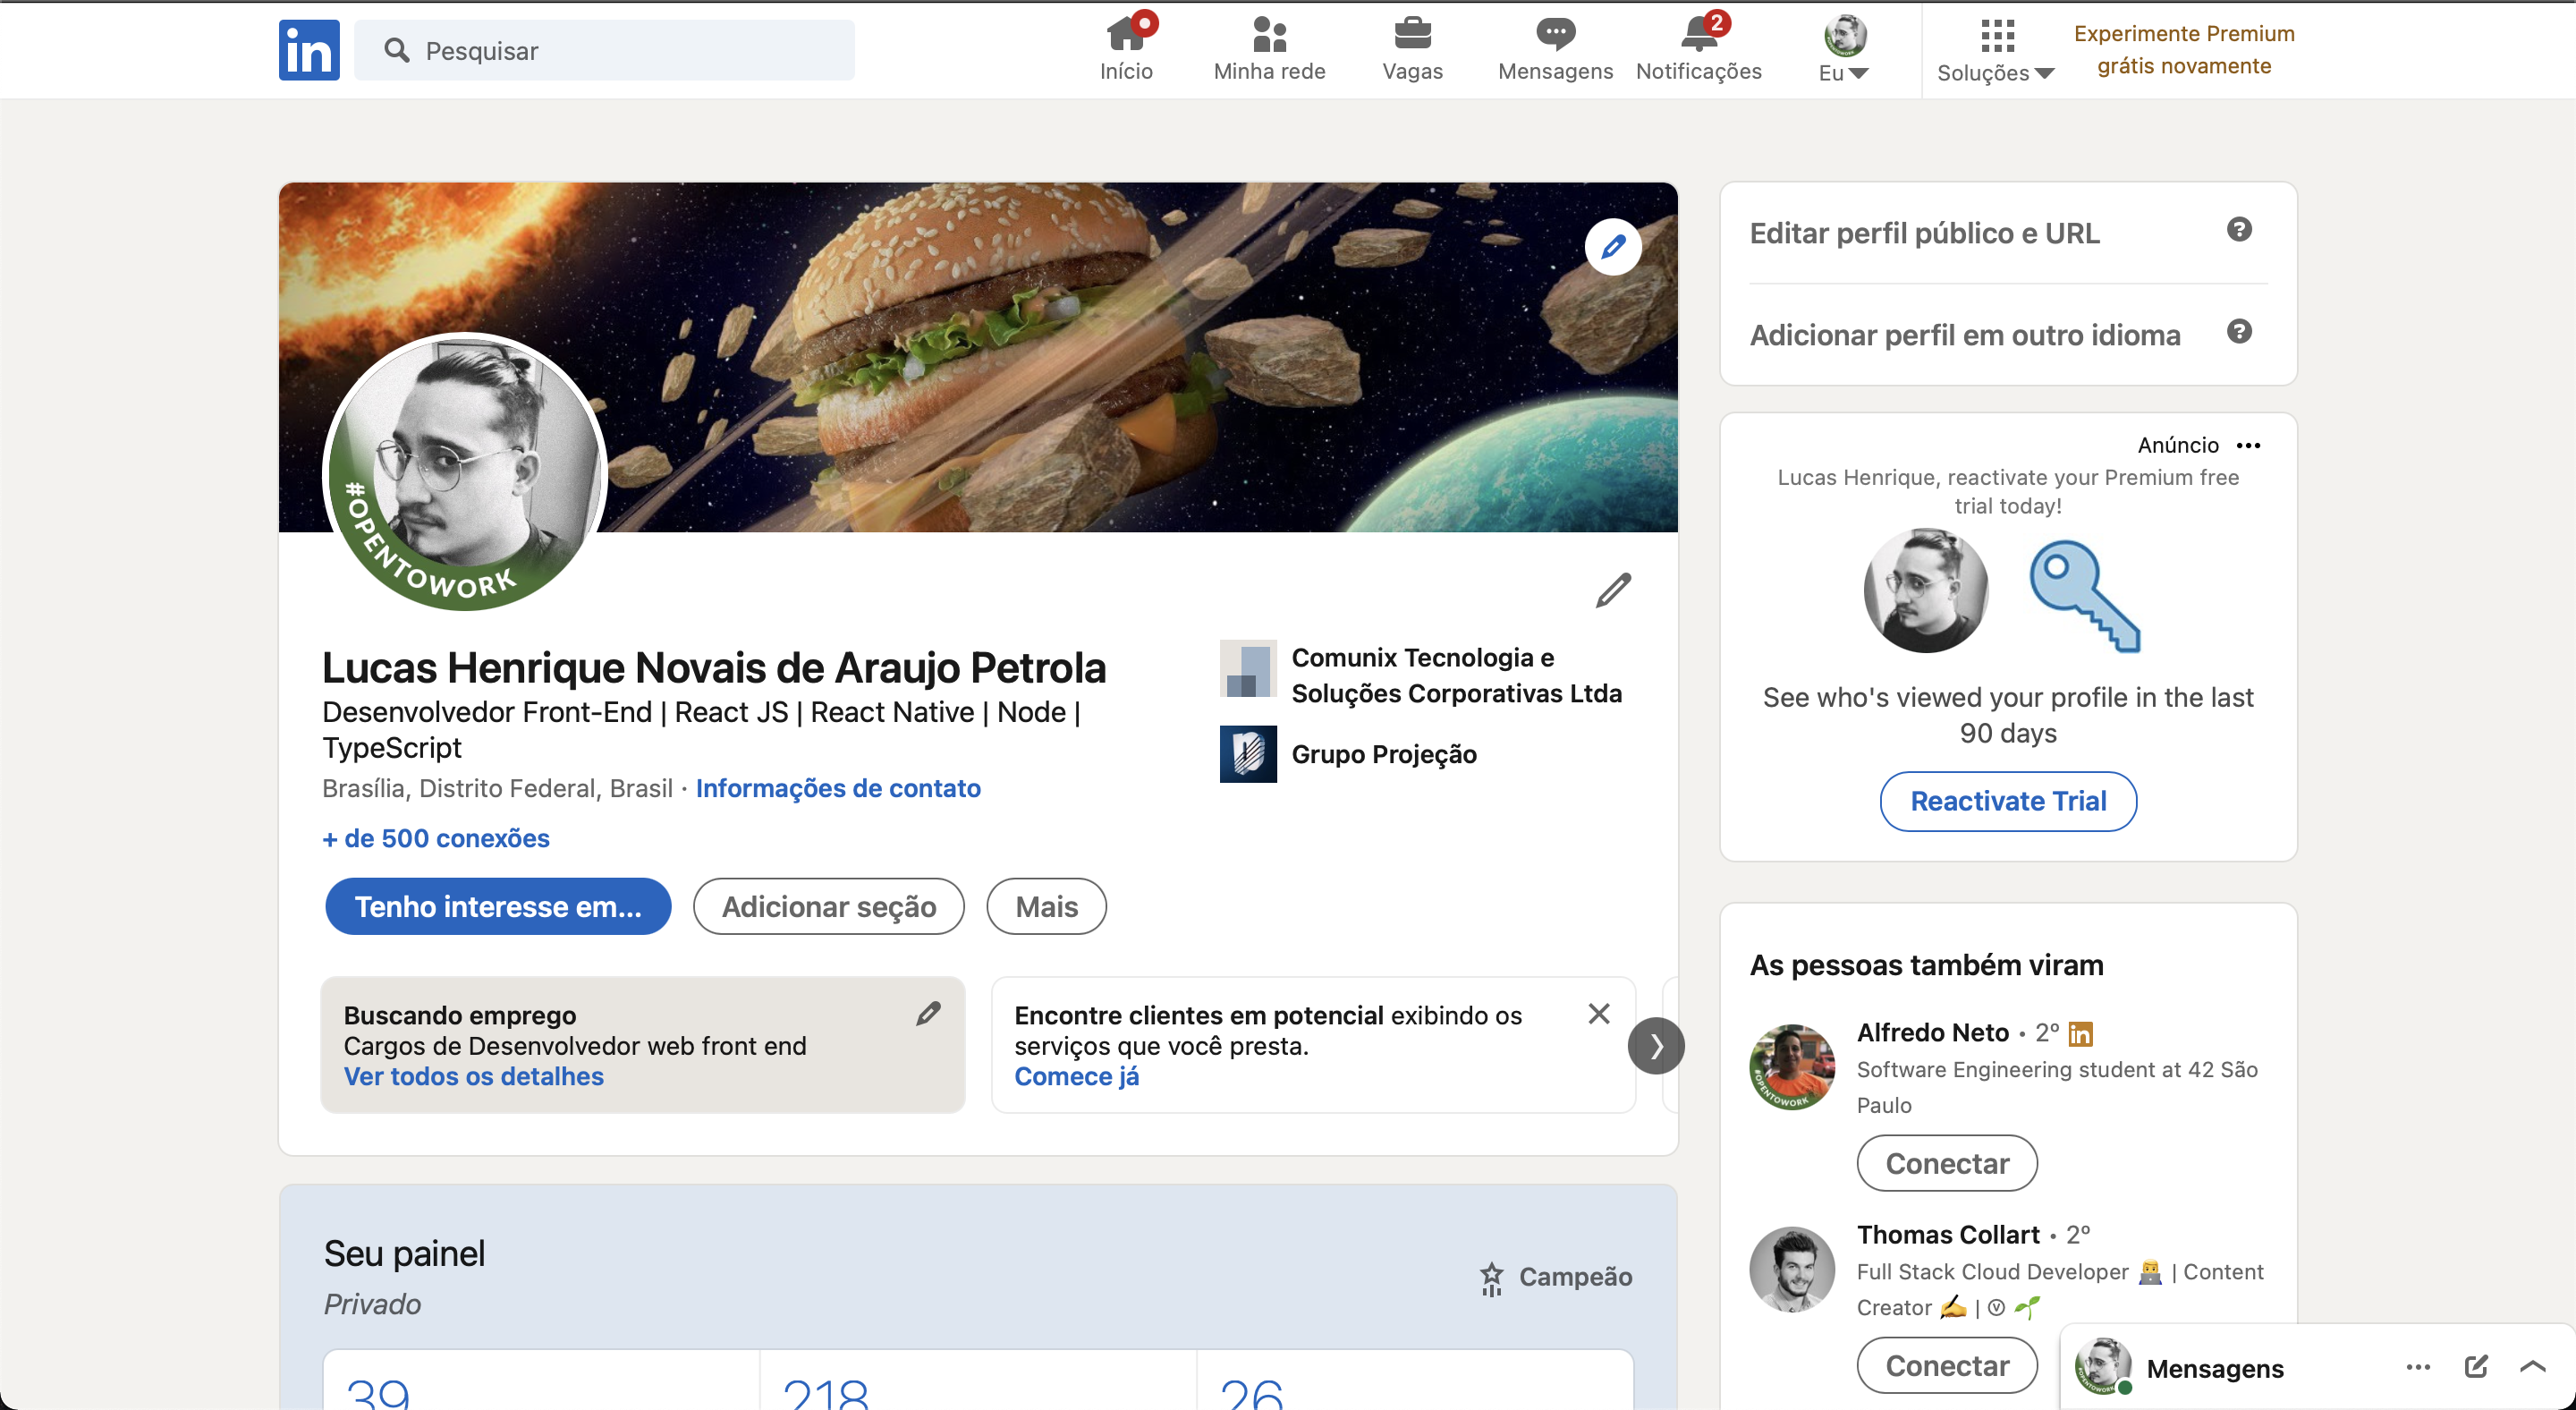 in
Pesquisar
Início
Minha rede
Vagas
Mensagens
2
Notificações
Eu
Soluções
Experimente Premium
grátis novamente
#OPENTOWORK
Lucas Henrique Novais de Araujo Petrola
Desenvolvedor Front-End | React JS | React Native | Node |
TypeScript
Brasília, Distrito Federal, Brasil · Informações de contato
+ de 500 conexões
Comunix Tecnologia e
Soluções Corporativas Ltda
Grupo Projeção
Tenho interesse em...
Adicionar seção
Mais
Buscando emprego
Cargos de Desenvolvedor web front end
Ver todos os detalhes
Encontre clientes em potencial exibindo os
serviços que você presta.
Comece já
Seu painel
Privado
Campeão
39
218
26
Editar perfil público e URL
Adicionar perfil em outro idioma
Anúncio
Lucas Henrique, reactivate your Premium free
trial today!
See who's viewed your profile in the last
90 days
Reactivate Trial
As pessoas também viram
#OPENTOWORK
Alfredo Neto • 2º in
Software Engineering student at 42 São
Paulo
Conectar
Thomas Collart • 2º
Full Stack Cloud Developer 👨‍💻 | Content
Creator ✍️ | Ⓥ 🌱
Conectar
Mensagens